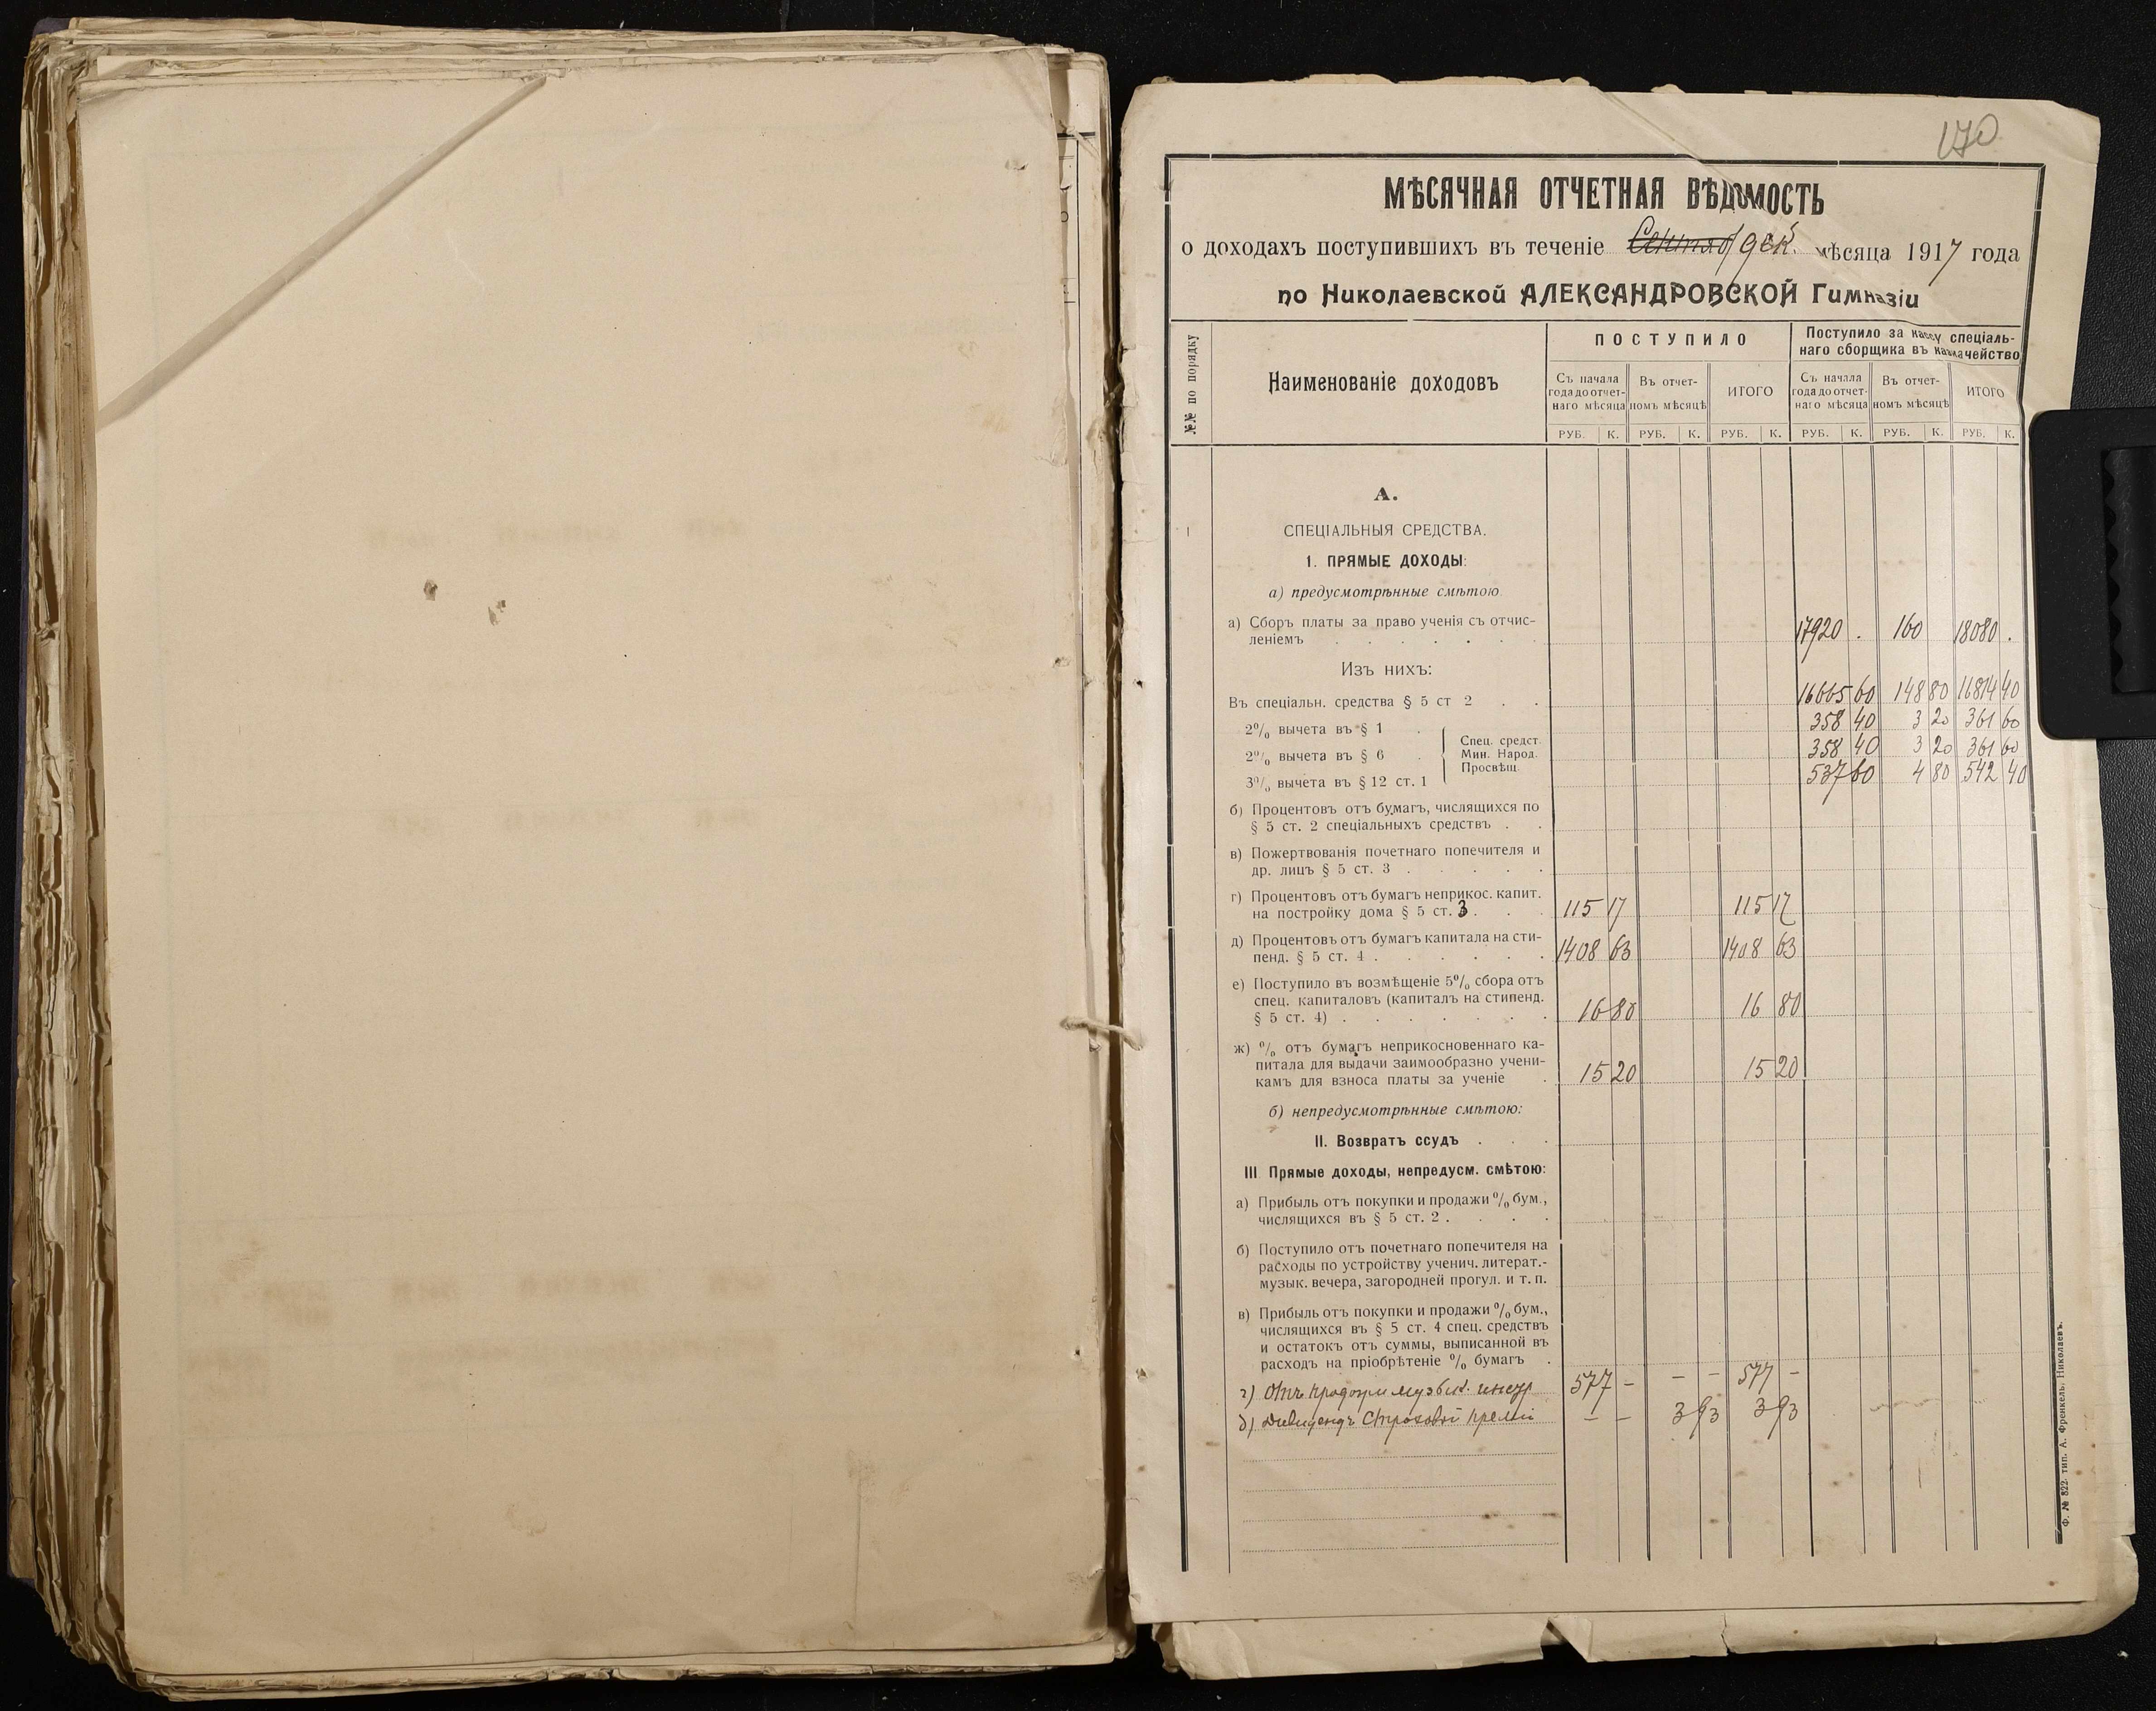 170
МѢСЯЧНАЯ ОТЧЕТНАЯ ВѢДОМОСТЬ
о доходахъ поступившихъ въ теченіе Сентяб дек. мѣсяца 1917 года
по Николаевской АЛЕКСАНДРОВСКОЙ Гимназіи
№№ по порядку
Наименованіе доходовъ
ПОСТУПИЛО
Поступило за кассу спеціаль-
наго сборщика въ казначейство
Съ начала
года до отчет-
наго мѣсяца
Въ отчет-
номъ мѣсяцѣ
ИТОГО
Съ начала
года до отчет-
наго мѣсяца
Въ отчет-
номъ мѣсяцѣ
ИТОГО
РУБ. К. РУБ. К. РУБ. К. РУБ. К. РУБ. К. РУБ. К.
А.
1 СПЕЦІАЛЬНЫЯ СРЕДСТВА.
1. ПРЯМЫЕ ДОХОДЫ:
а) предусмотрѣнные смѣтою
а) Сборъ платы за право ученія съ отчис-
леніемъ . . . . . . . 17920 . 160 18080 .
Изъ нихъ:
Въ спеціальн. средства § 5 ст 2 . . 16665 60 148 80 16814 40
2% вычета въ § 1 . 358 40 3 20 361 60
2% вычета въ § 6 . 358 40 3 20 361 60
3% вычета въ § 12 ст. 1 537 60 4 80 542 40
Спец. средст.
Мин. Народ.
Просвѣщ.
б) Процентовъ отъ бумагъ, числящихся по
§ 5 ст. 2 спеціальныхъ средствъ . .
в) Пожертвованія почетнаго попечителя и
др. лицъ § 5 ст. 3 . . . . .
г) Процентовъ отъ бумагъ неприкос. капит.
на постройку дома § 5 ст. 3 . . . 115 17 115 17
д) Процентовъ отъ бумагъ капитала на сти-
пенд. § 5 ст. 4 . . . . . . 1408 63 1408 63
е) Поступило въ возмѣщеніе 5% сбора отъ
спец. капиталовъ (капиталъ на стипенд.
§ 5 ст. 4) . . . . . . . 16 80 16 80
ж) % отъ бумагъ неприкосновеннаго ка-
питала для выдачи заимообразно учени-
камъ для взноса платы за ученіе . 15 20 15 20
б) непредусмотрѣнные смѣтою:
II. Возвратъ ссудъ . . .
III Прямые доходы, непредусм. смѣтою:
а) Прибыль отъ покупки и продажи % бум.,
числящихся въ § 5 ст. 2 . . . .
б) Поступило отъ почетнаго попечителя на
расходы по устройству ученич. литерат.-
музык. вечера, загородней прогул. и т. п.
в) Прибыль отъ покупки и продажи % бум.,
числящихся въ § 5 ст. 4 спец. средствъ
и остатокъ отъ суммы, выписанной въ
расходъ на пріобрѣтеніе % бумагъ .
г) Отъ продажи музык. инстр 577 – – – 577 –
д) Дивидендъ Страховой преміи – – 3 93 3 93
Ф. № 822. тип. А. Френкель, Николаевъ.